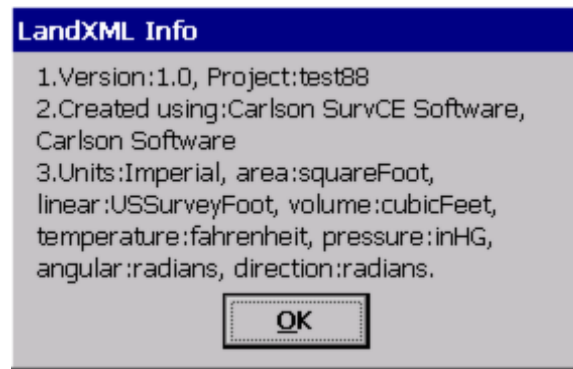 LandXML Info
1.Version:1.0, Project:test88
2.Created using:Carlson SurvCE Software,
Carlson Software
3.Units:Imperial, area:squareFoot,
linear:USSurveyFoot, volume:cubicFeet,
temperature:fahrenheit, pressure:inHG,
angular:radians, direction:radians.
OK